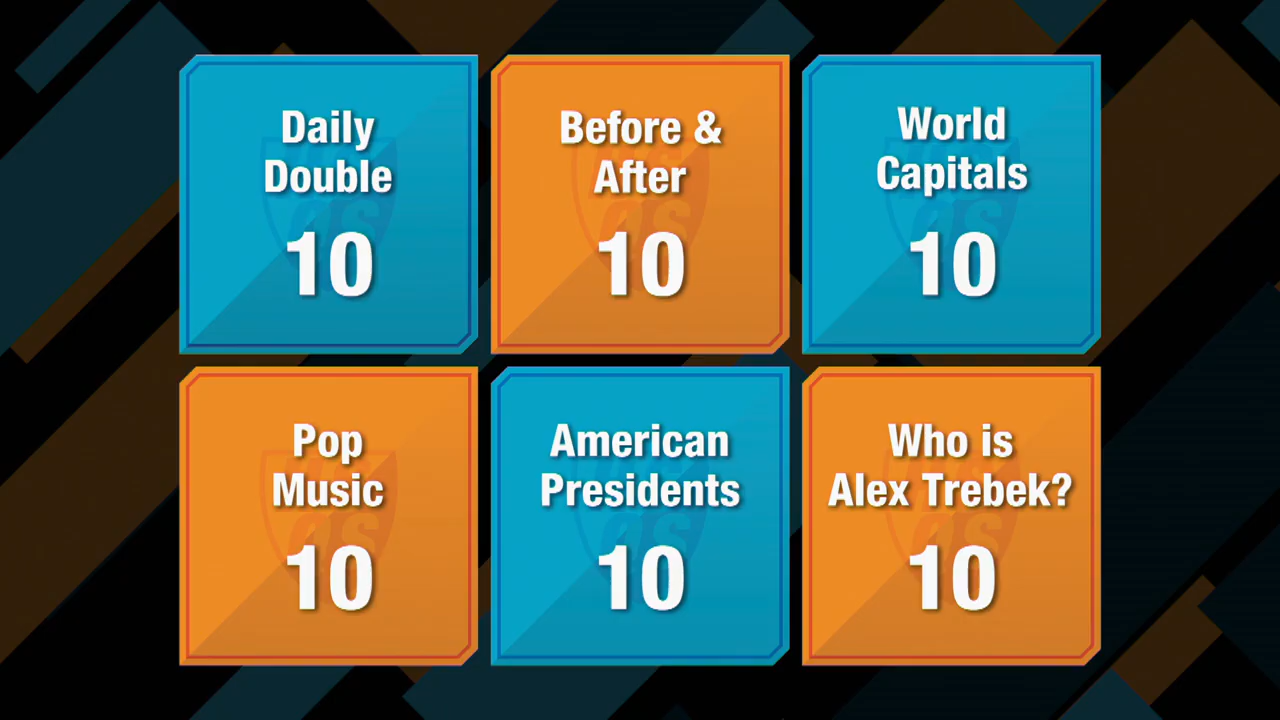 Daily
Double
10
Before &
After
10
World
Capitals
10
Pop
Music
10
American
Presidents
10
Who is
Alex Trebek?
10